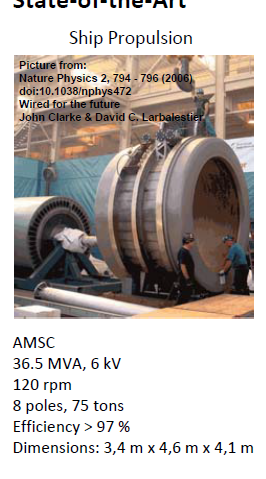 State-of-the-Art
Ship Propulsion
Picture from:
Nature Physics 2, 794 - 796 (2006)
doi:10.1038/nphys472
Wired for the future
John Clarke & David C. Larbalestier
AMSC
36.5 MVA, 6 kV
120 rpm
8 poles, 75 tons
Efficiency > 97 %
Dimensions: 3,4 m x 4,6 m x 4,1 m